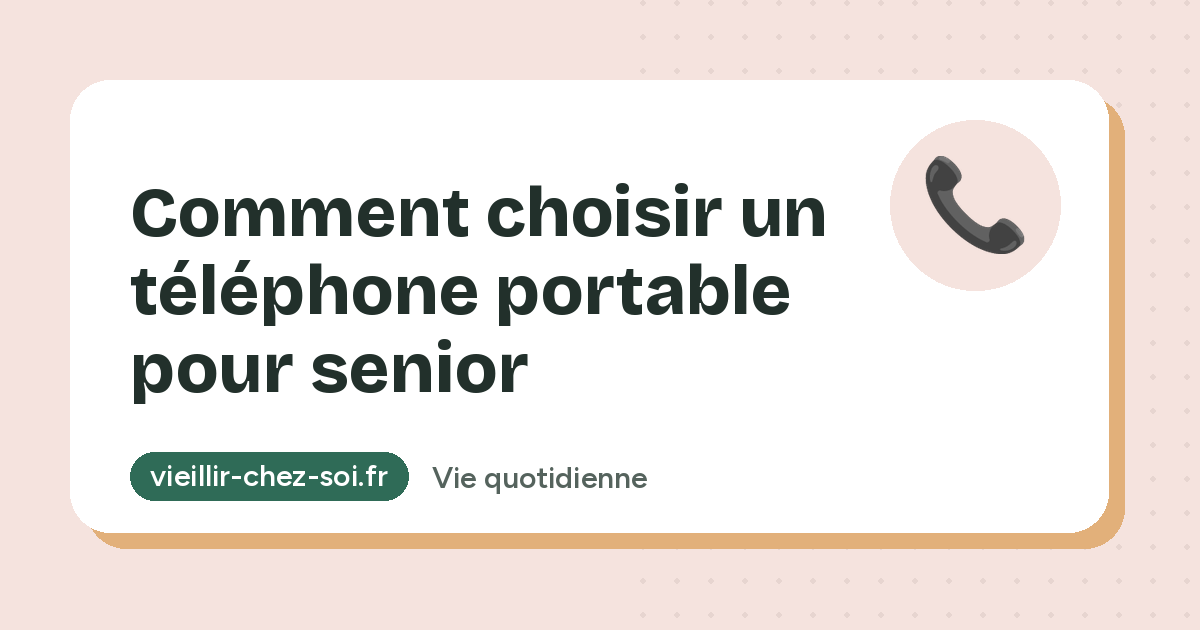 Comment choisir un
téléphone portable
pour senior
vieillir-chez-soi.fr
Vie quotidienne